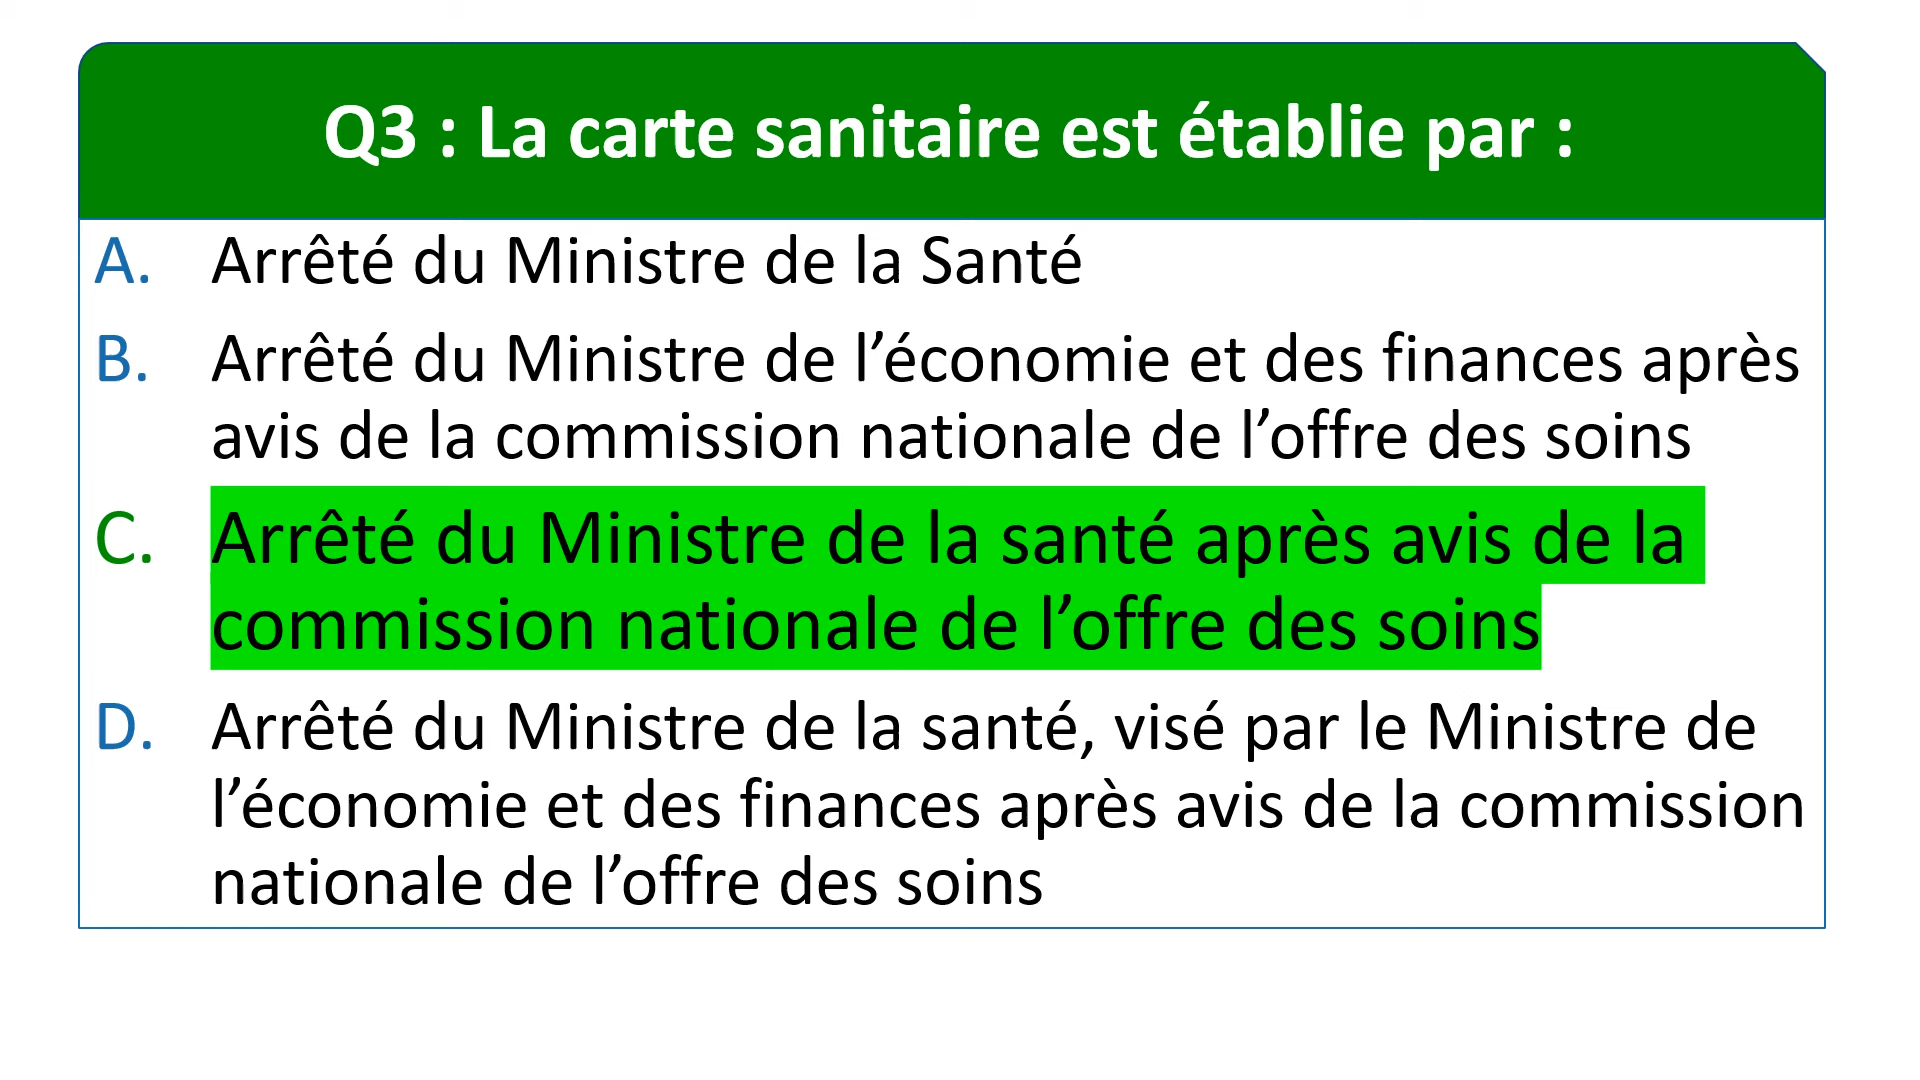 Q3 : La carte sanitaire est établie par :
A. Arrêté du Ministre de la Santé
B. Arrêté du Ministre de l’économie et des finances après
avis de la commission nationale de l’offre des soins
C. Arrêté du Ministre de la santé après avis de la
commission nationale de l’offre des soins
D. Arrêté du Ministre de la santé, visé par le Ministre de
l’économie et des finances après avis de la commission
nationale de l’offre des soins